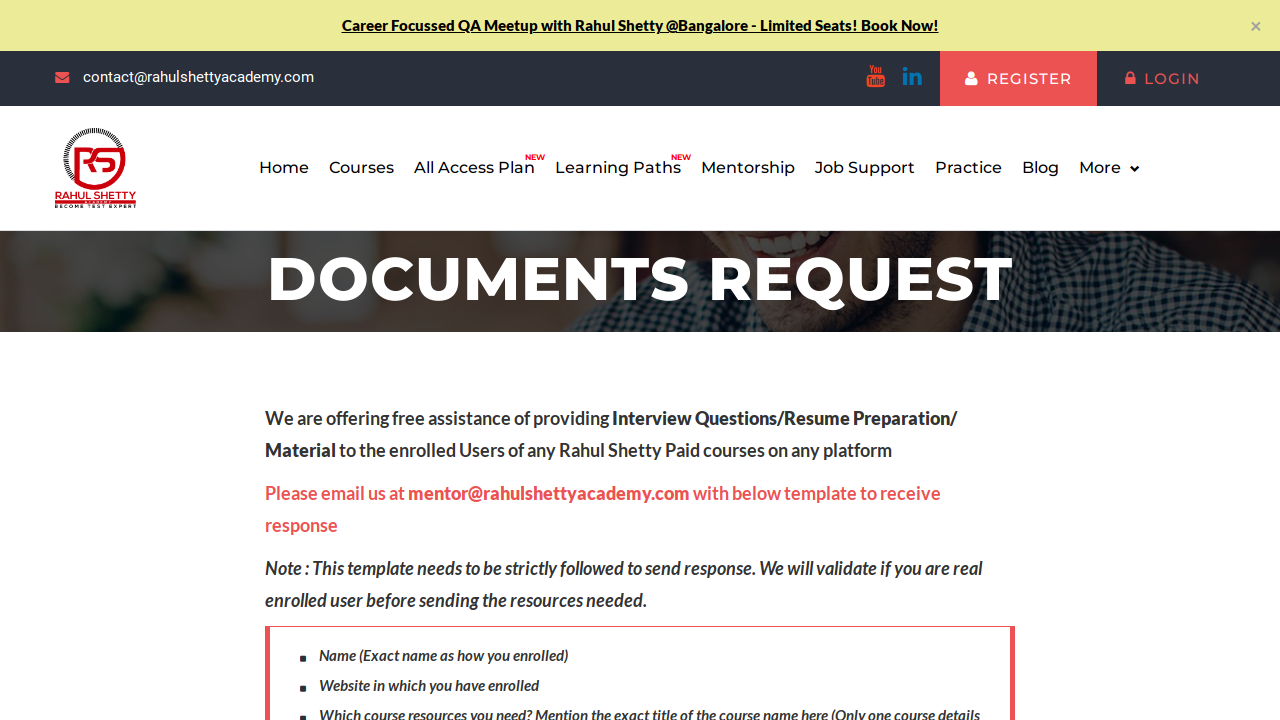 Career Focussed QA Meetup with Rahul Shetty @Bangalore - Limited Seats! Book Now!
×
contact@rahulshettyacademy.com
You
Tube
in
REGISTER
LOGIN
RS
RAHUL SHETTY
ACADEMY
BECOME TEST EXPERT
Home
Courses
All Access Plan
NEW
Learning Paths
NEW
Mentorship
Job Support
Practice
Blog
More
DOCUMENTS REQUEST
We are offering free assistance of providing Interview Questions/Resume Preparation/
Material to the enrolled Users of any Rahul Shetty Paid courses on any platform
Please email us at mentor@rahulshettyacademy.com with below template to receive
response
Note : This template needs to be strictly followed to send response. We will validate if you are real
enrolled user before sending the resources needed.
Name (Exact name as how you enrolled)
Website in which you have enrolled
Which course resources you need? Mention the exact title of the course name here (Only one course details